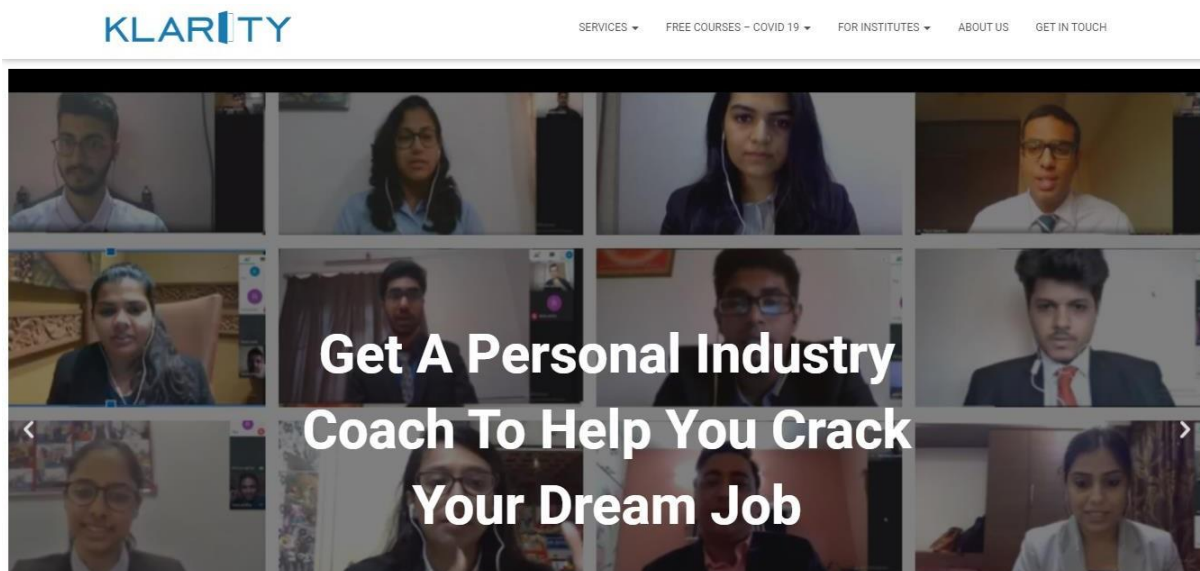 KLARITY
SERVICES
FREE COURSES – COVID 19
FOR INSTITUTES
ABOUT US
GET IN TOUCH
Get A Personal Industry
Coach To Help You Crack
Your Dream Job